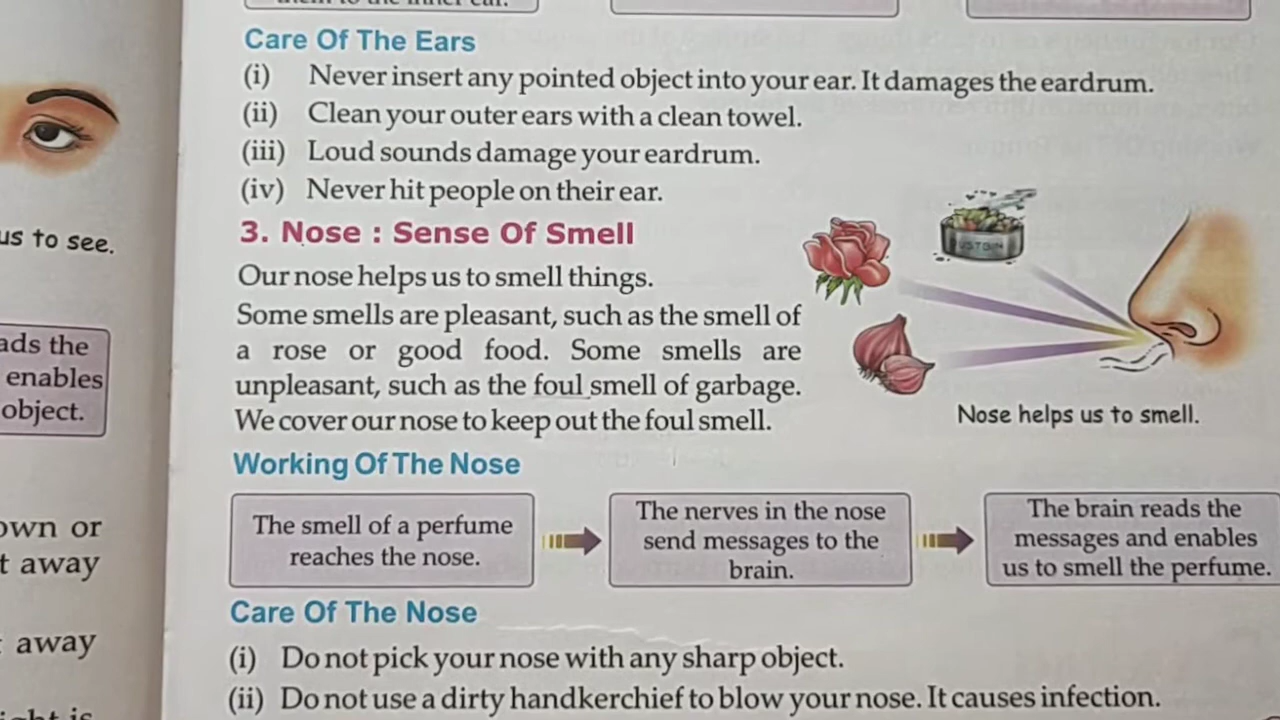 them to the inner ear.
Care Of The Ears
(i) Never insert any pointed object into your ear. It damages the eardrum.
(ii) Clean your outer ears with a clean towel.
(iii) Loud sounds damage your eardrum.
(iv) Never hit people on their ear.
3. Nose : Sense Of Smell
Our nose helps us to smell things.
Some smells are pleasant, such as the smell of
a rose or good food. Some smells are
unpleasant, such as the foul smell of garbage.
We cover our nose to keep out the foul smell.
DUSTBIN
Nose helps us to smell.
Working Of The Nose
The smell of a perfume
reaches the nose.
The nerves in the nose
send messages to the
brain.
The brain reads the
messages and enables
us to smell the perfume.
Care Of The Nose
(i) Do not pick your nose with any sharp object.
(ii) Do not use a dirty handkerchief to blow your nose. It causes infection.
us to see.
ads the
enables
object.
own or
t away
away